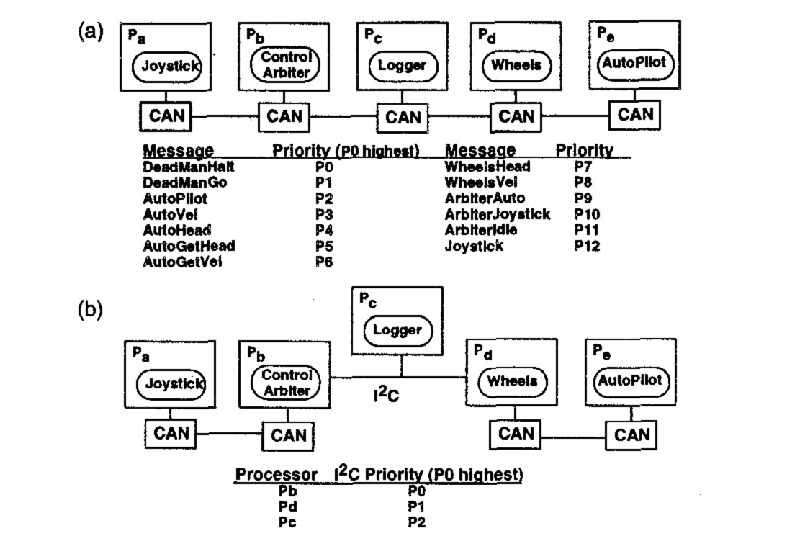 (a)
Pa Pb Pc Pd Pe
Joystick Control Arbiter Logger Wheels AutoPilot
CAN CAN CAN CAN CAN
Message Priority (P0 highest) Message Priority
DeadManHalt P0 WheelsHead P7
DeadManGo P1 WheelsVel P8
AutoPilot P2 ArbiterAuto P9
AutoVel P3 ArbiterJoystick P10
AutoHead P4 ArbiterIdle P11
AutoGetHead P5 Joystick P12
AutoGetVel P6
(b)
Pc
Logger
Pa Pb Pd Pe
Joystick Control Arbiter Wheels AutoPilot
I2C
CAN CAN CAN CAN
Processor I2C Priority (P0 highest)
Pb P0
Pd P1
Pc P2